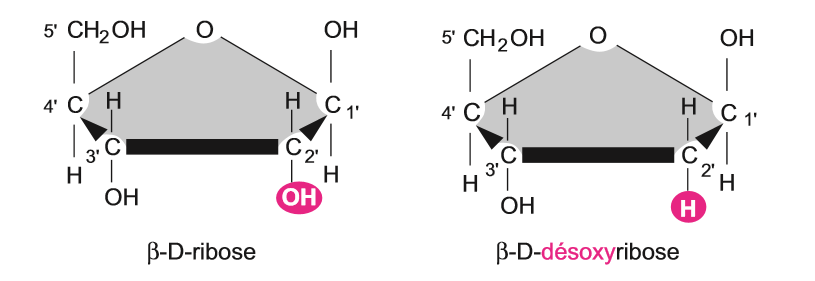 5' CH2OH O OH
4' C H H C 1'
3' C C 2'
H H
OH OH
β-D-ribose
5' CH2OH O OH
4' C H H C 1'
3' C C 2'
H H
OH H
β-D-désoxyribose